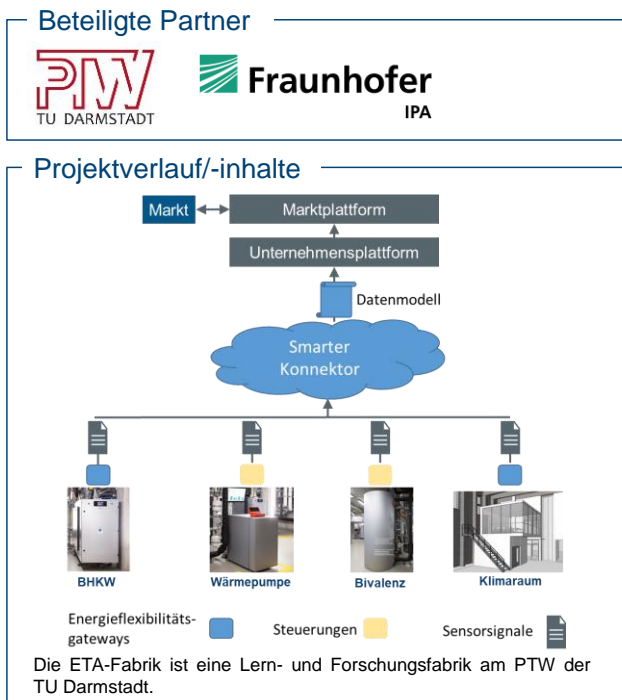 Beteiligte Partner
PTW
TU DARMSTADT
Fraunhofer
IPA
Projektverlauf/-inhalte
Markt
Marktplattform
Unternehmensplattform
Datenmodell
Smarter
Konnektor
BHKW
Wärmepumpe
Bivalenz
Klimaraum
Energieflexibilitäts-
gateways
Steuerungen
Sensorsignale
Die ETA-Fabrik ist eine Lern- und Forschungsfabrik am PTW der
TU Darmstadt.